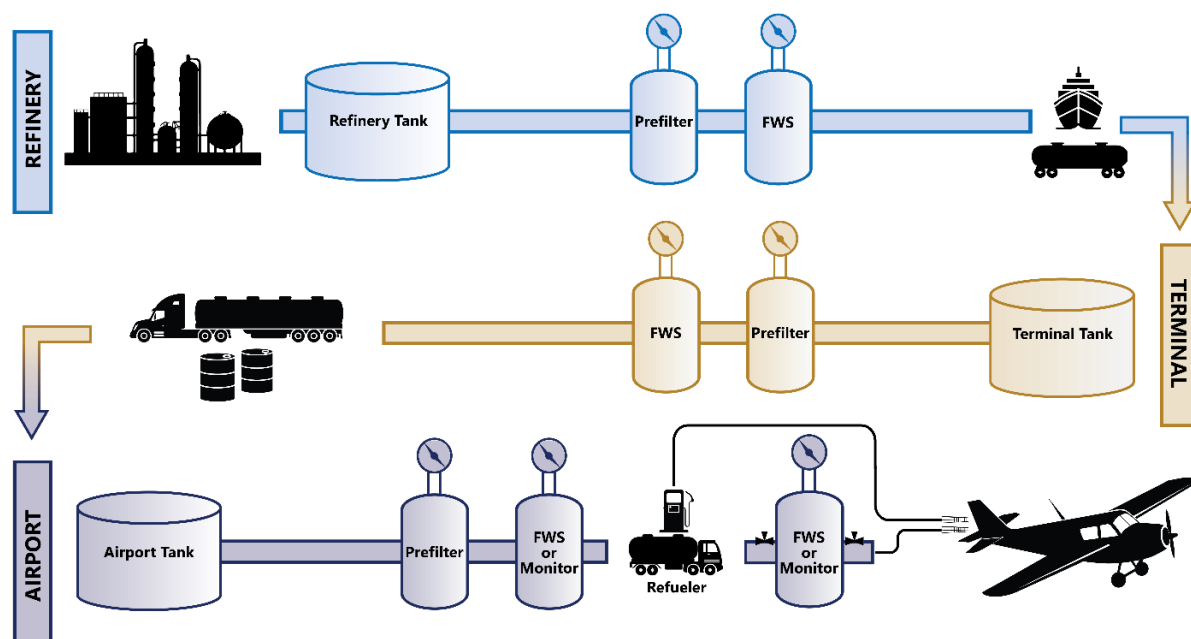 REFINERY
Refinery Tank
Prefilter
FWS
TERMINAL
FWS
Prefilter
Terminal Tank
AIRPORT
Airport Tank
Prefilter
FWS
or
Monitor
Refueler
FWS
or
Monitor